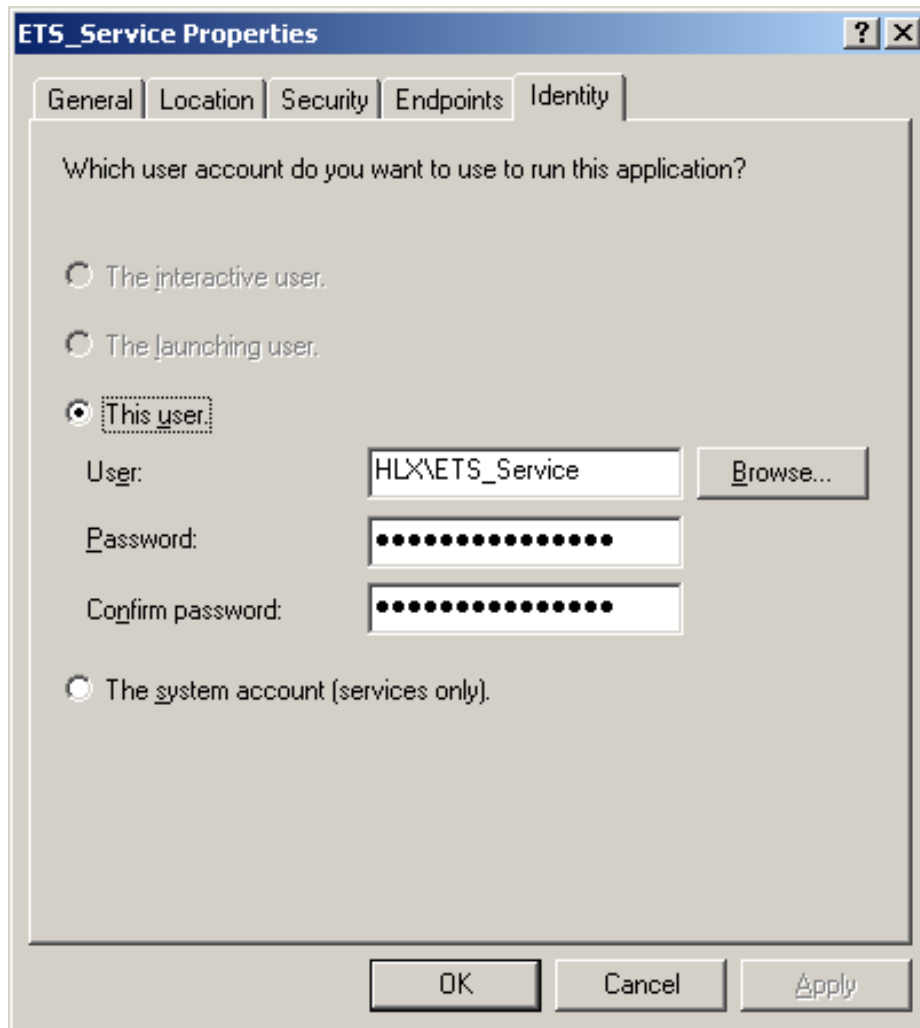 ETS_Service Properties
General Location Security Endpoints Identity
Which user account do you want to use to run this application?
The interactive user.
The launching user.
This user.
User: HLX\ETS_Service Browse...
Password: ●●●●●●●●●●●●●●●
Confirm password: ●●●●●●●●●●●●●●●
The system account (services only).
OK Cancel Apply